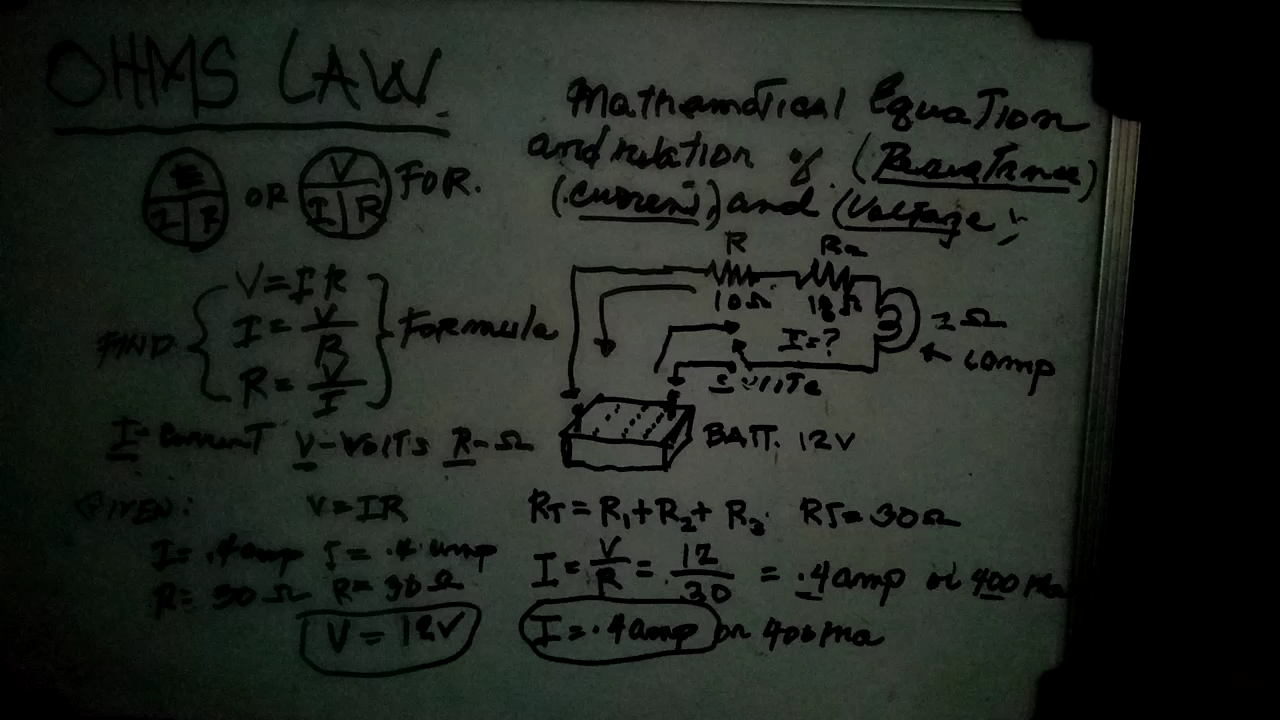 OHMS LAW.
E
I R
OR
V
I R
FOR.
Mathematical Equation
and relation of (Resistance)
(current) and (Voltage)
FIND
V=IR
I=V/R
R=V/I
Formula
I= Current V-Volts R-Ω
R
10Ω
18Ω
2Ω
Lamp
I=?
BATT. 12V
GIVEN: V=IR
I= .4amp I= .4 amp
R= 30Ω R= 30Ω
V= 12V
RT=R1+R2+R3. RT=30Ω
I=V/R=12/30=.4amp or 400Ma
I=.4amp or 400Ma